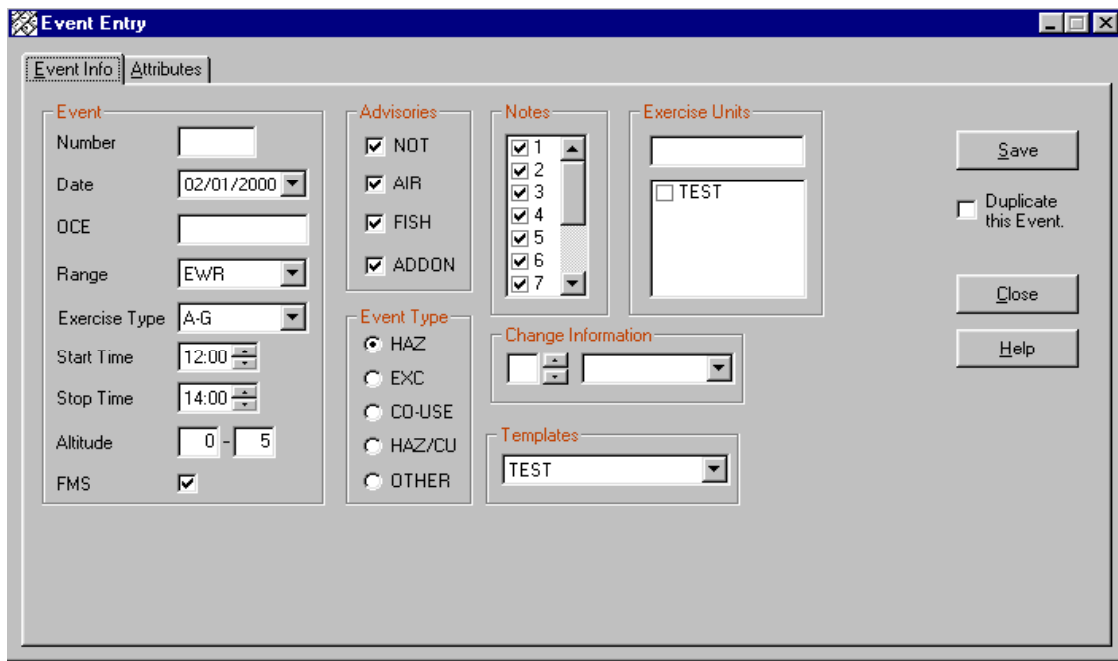 Event Entry
Event Info
Attributes
Event
Number
Date 02/01/2000
OCE
Range EWR
Exercise Type A-G
Start Time 12:00
Stop Time 14:00
Altitude 0 - 5
FMS
Advisories
NOT
AIR
FISH
ADDON
Event Type
HAZ
EXC
CO-USE
HAZ/CU
OTHER
Notes
1
2
3
4
5
6
7
Exercise Units
TEST
Change Information
Templates
TEST
Save
Duplicate
this Event.
Close
Help